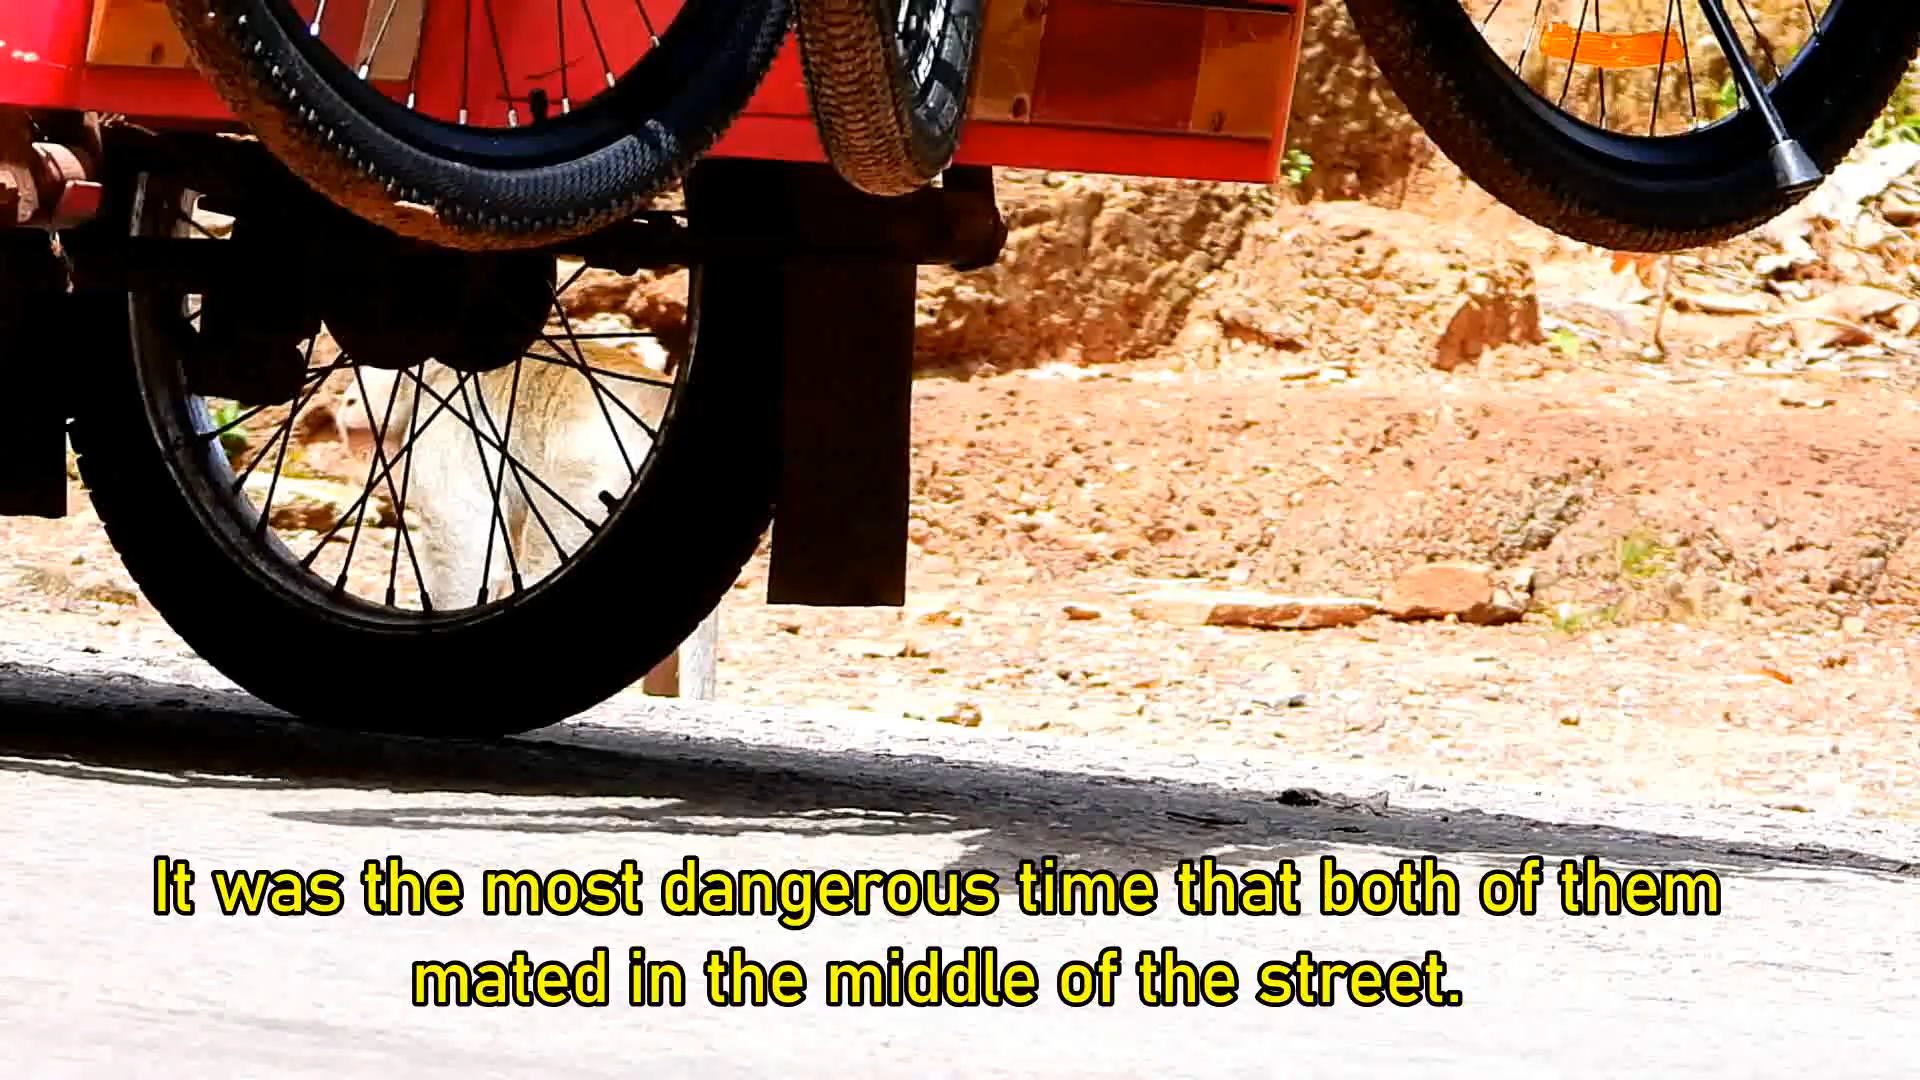 It was the most dangerous time that both of them
mated in the middle of the street.